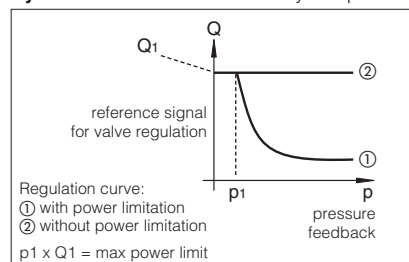 Q
Q1
②
reference signal
for valve regulation
①
p1
p
pressure
feedback
Regulation curve:
① with power limitation
② without power limitation
p1 x Q1 = max power limit